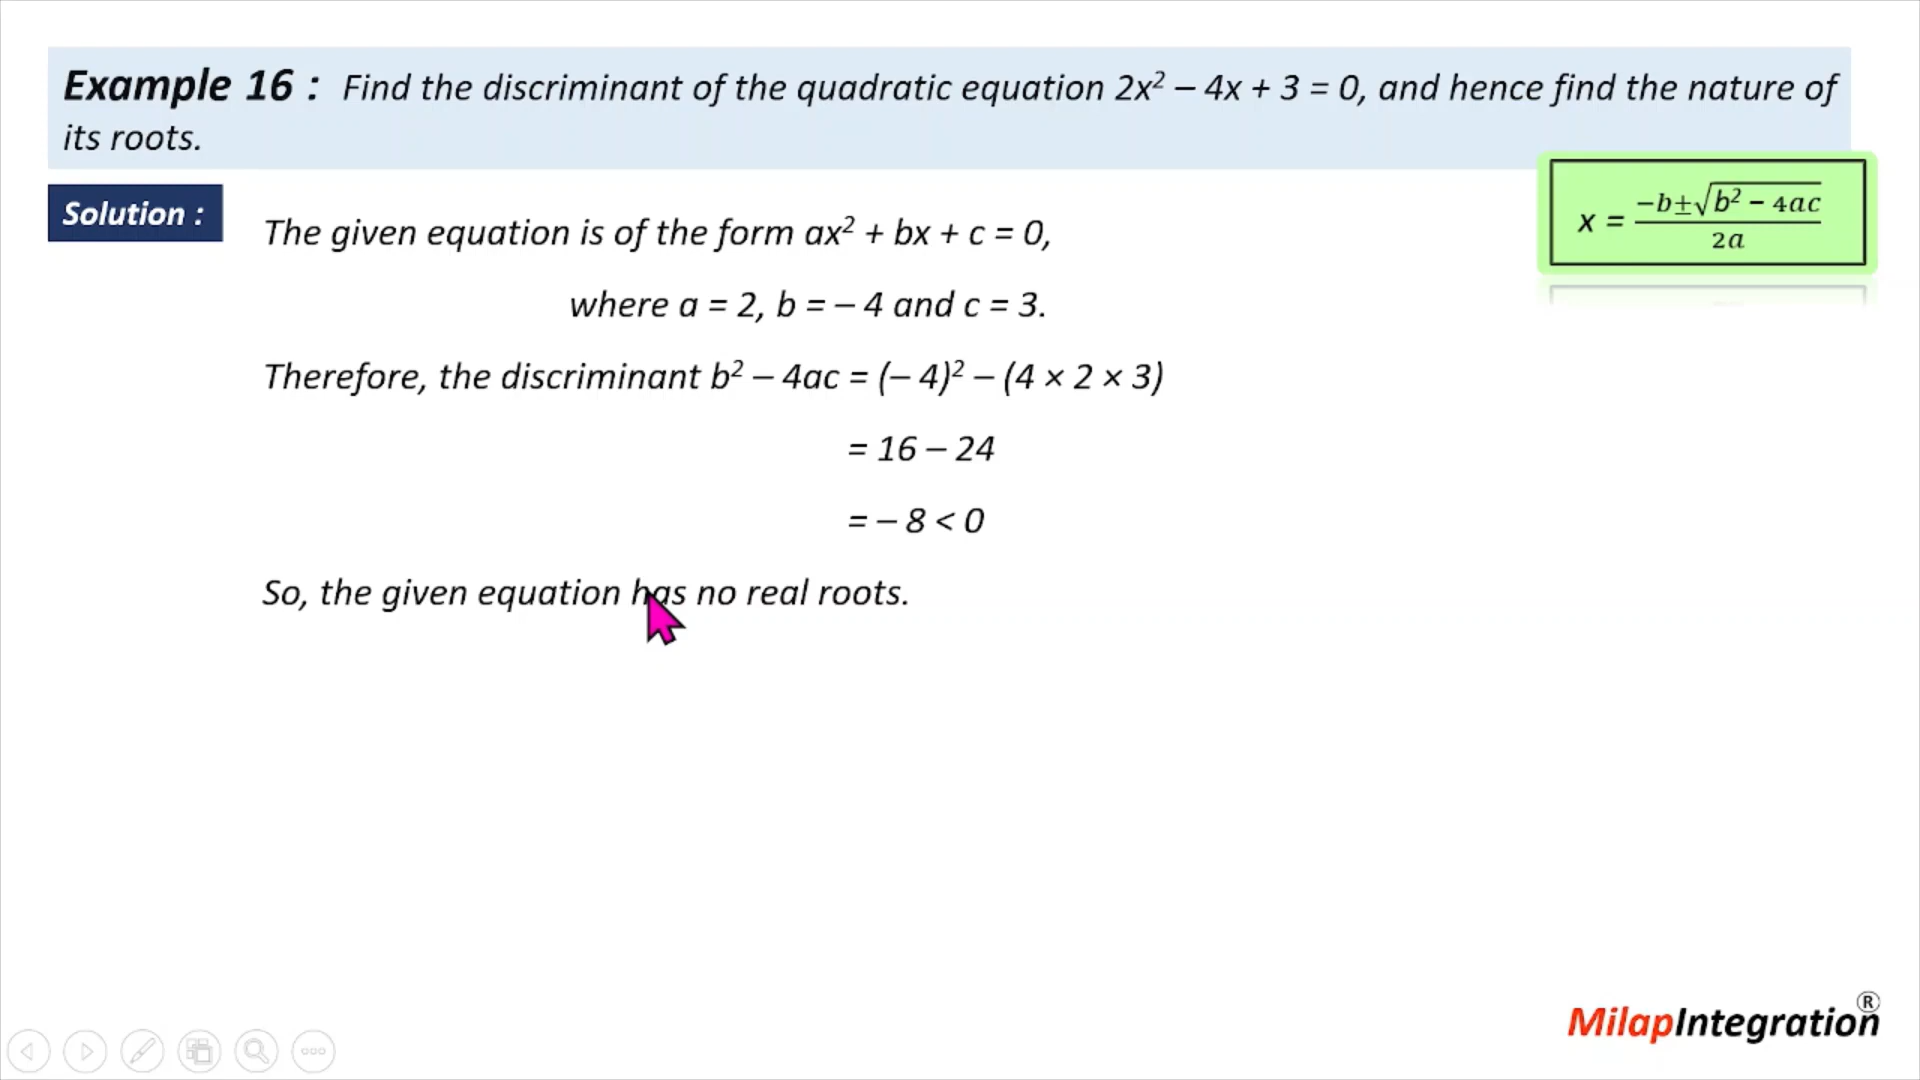 Example 16 : Find the discriminant of the quadratic equation 2x² – 4x + 3 = 0, and hence find the nature of
its roots.
Solution :
x = −b±√b² − 4ac / 2a
The given equation is of the form ax² + bx + c = 0,
where a = 2, b = – 4 and c = 3.
Therefore, the discriminant b² – 4ac = (– 4)² – (4 × 2 × 3)
= 16 – 24
= – 8 < 0
So, the given equation has no real roots.
MilapIntegration®